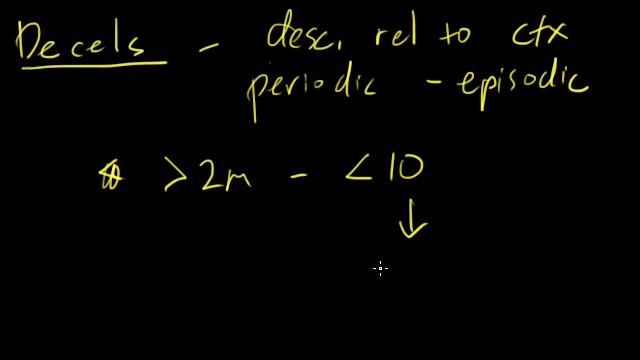 Decels - desc. rel to ctx
periodic - episodic
* > 2m - < 10
↓